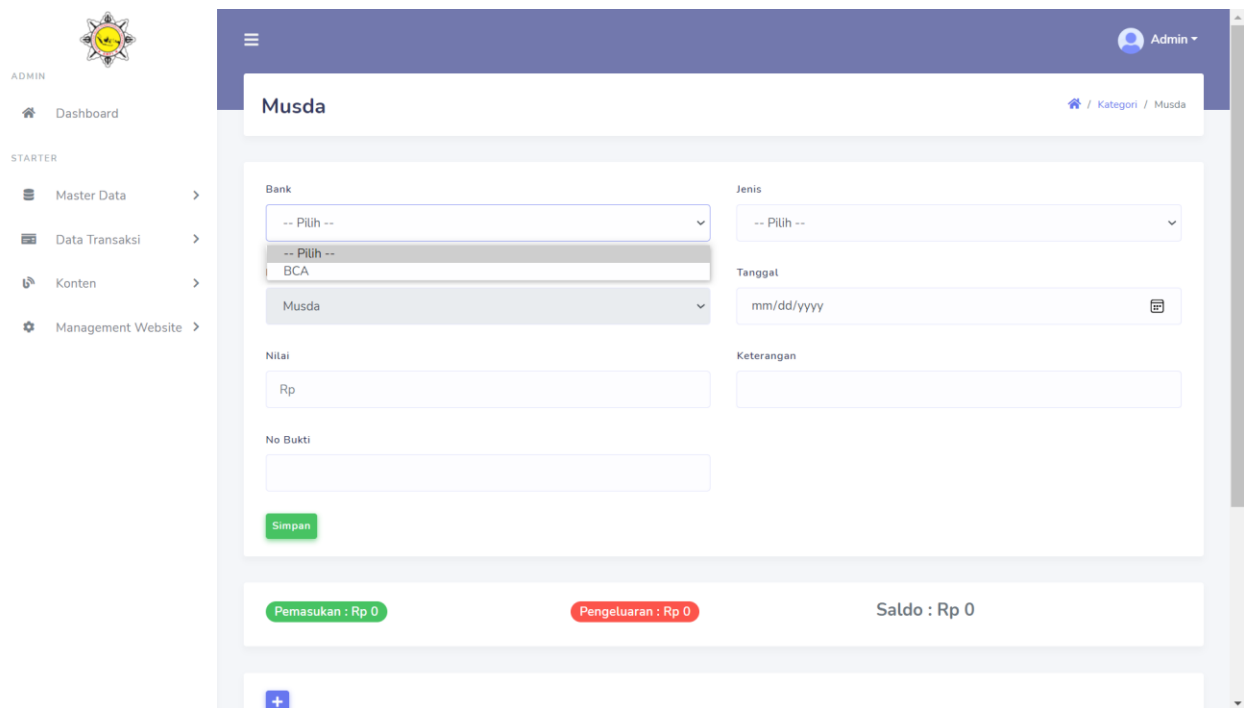 Admin
ADMIN
Dashboard
STARTER
Master Data
Data Transaksi
Konten
Management Website
Musda
/ Kategori / Musda
Bank
Jenis
-- Pilih --
-- Pilih --
-- Pilih --
BCA
Tanggal
Musda
mm/dd/yyyy
Nilai
Keterangan
Rp
No Bukti
Simpan
Pemasukan : Rp 0
Pengeluaran : Rp 0
Saldo : Rp 0
+